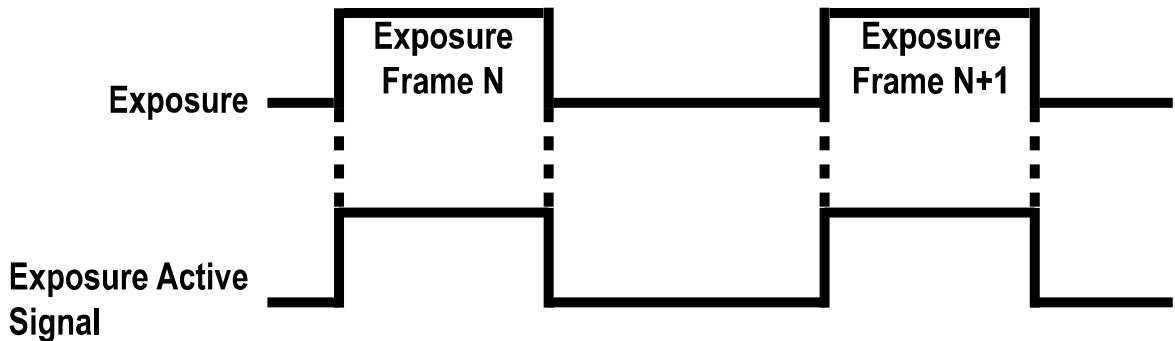 Exposure
Frame N
Exposure
Frame N+1
Exposure
Exposure Active
Signal